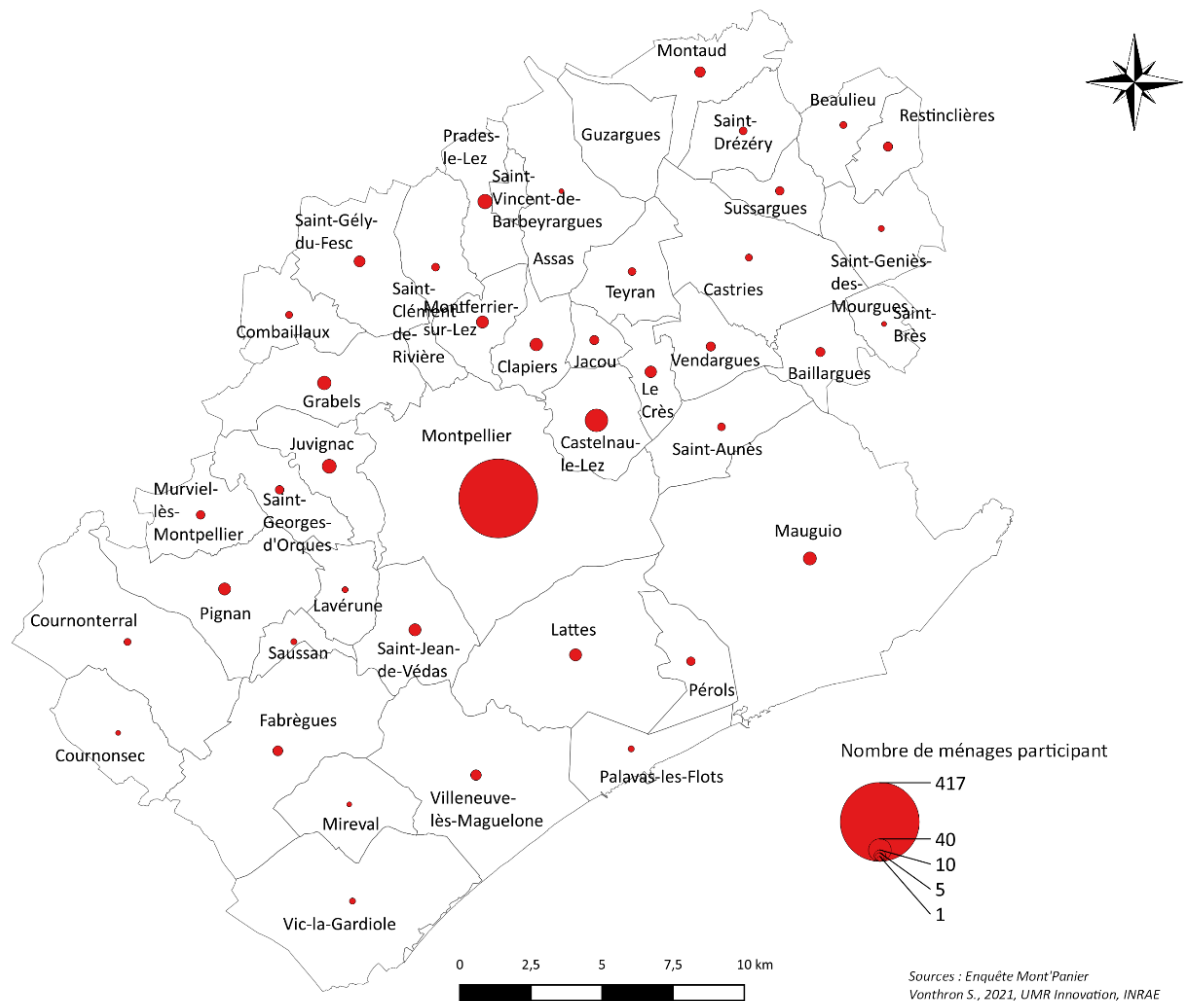 Montaud
Beaulieu
Restinclières
Saint-
Drézéry
Guzargues
Prades-
le-Lez
Saint-
Vincent-de-
Barbeyrargues
Sussargues
Saint-Gély-
du-Fesc
Assas
Saint-Geniès-
des-
Mourgues
Teyran
Castries
Saint-
Clément-
de-
Rivière
Montferrier-
sur-Lez
Combaillaux
Saint-
Brès
Clapiers
Jacou
Vendargues
Baillargues
Le
Crès
Grabels
Montpellier
Castelnau-
le-Lez
Saint-Aunès
Juvignac
Murviel-
lès-
Montpellier
Saint-
Georges-
d'Orques
Mauguio
Pignan
Lavérune
Cournonterral
Saussan
Saint-Jean-
de-Védas
Lattes
Pérols
Fabrègues
Cournonsec
Palavas-les-Flots
Villeneuve-
lès-Maguelone
Mireval
Vic-la-Gardiole
Nombre de ménages participant
417
40
10
5
1
0 2,5 5 7,5 10 km
Sources : Enquête Mont'Panier
Vonthron S., 2021, UMR Innovation, INRAE